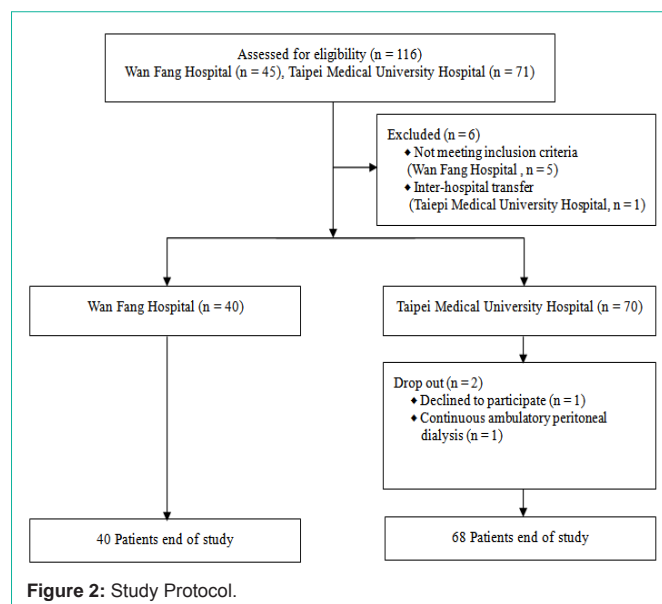 Assessed for eligibility (n = 116)
Wan Fang Hospital (n = 45), Taipei Medical University Hospital (n = 71)
Excluded (n = 6)
♦ Not meeting inclusion criteria
(Wan Fang Hospital , n = 5)
♦ Inter-hospital transfer
(Taiepi Medical University Hospital, n = 1)
Wan Fang Hospital (n = 40)
Taipei Medical University Hospital (n = 70)
Drop out (n = 2)
♦ Declined to participate (n = 1)
♦ Continuous ambulatory peritoneal
dialysis (n = 1)
40 Patients end of study
68 Patients end of study
Figure 2: Study Protocol.